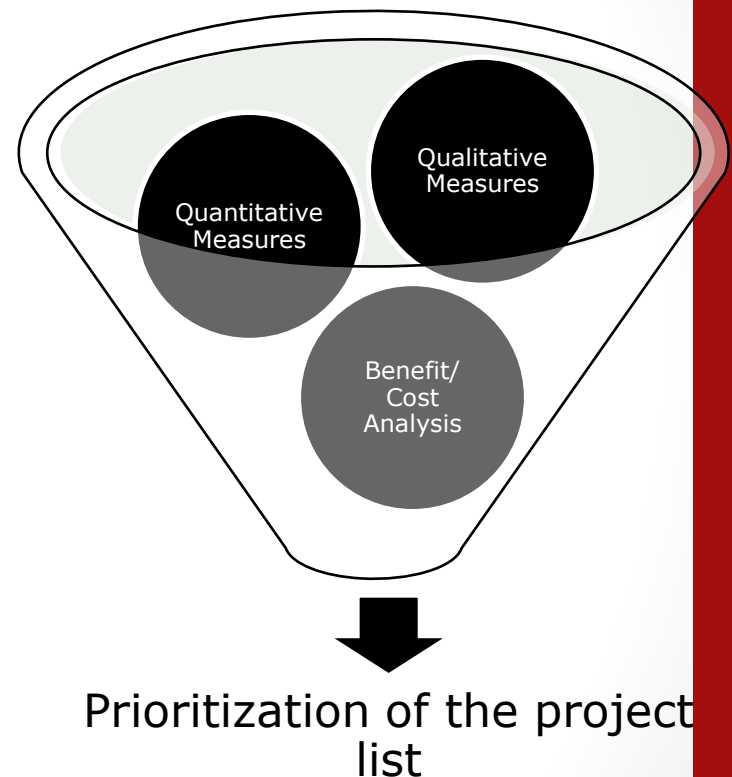 Qualitative
Measures
Quantitative
Measures
Benefit/
Cost
Analysis
Prioritization of the project
list